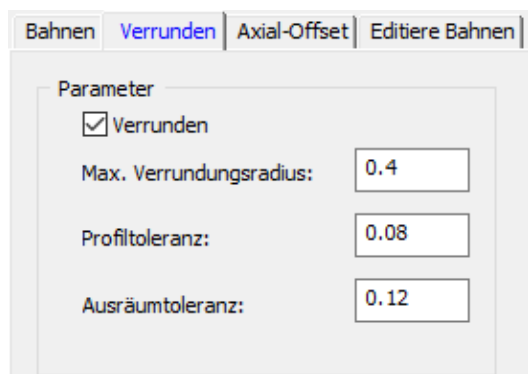 Bahnen Verrunden Axial-Offset Editiere Bahnen
Parameter
Verrunden
Max. Verrundungsradius: 0.4
Profiltoleranz: 0.08
Ausräumtoleranz: 0.12